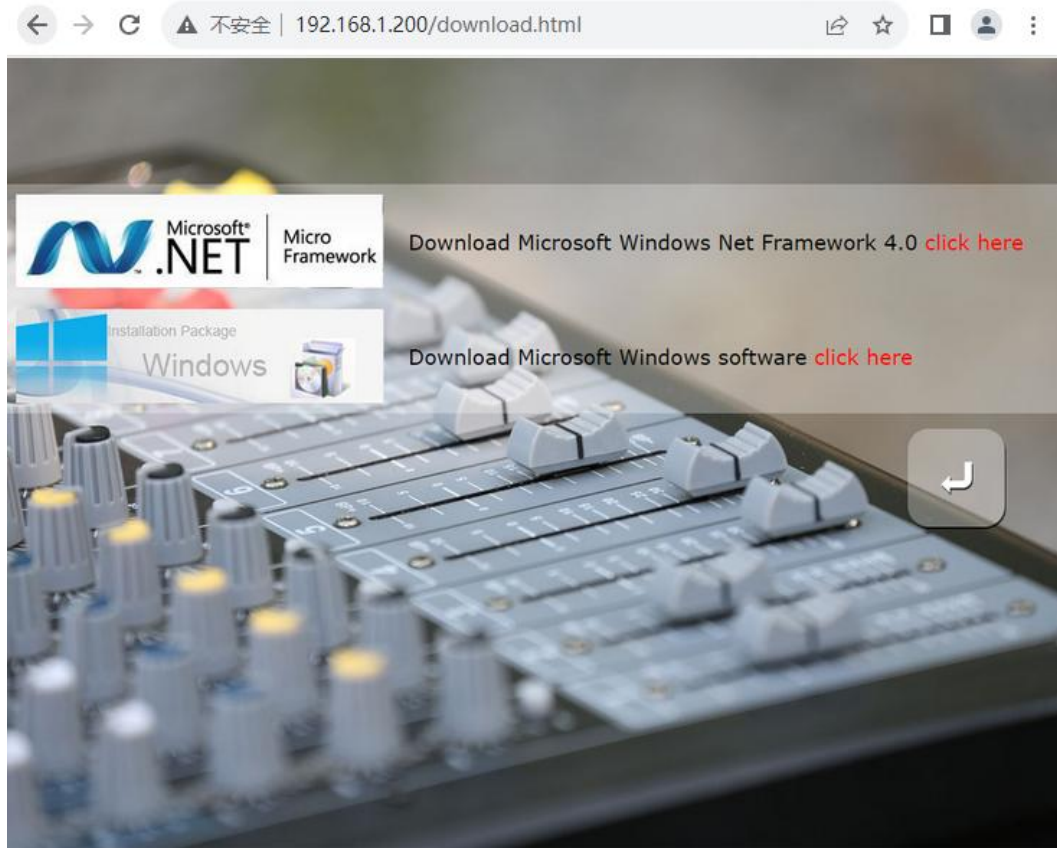 不安全 | 192.168.1.200/download.html
Microsoft®
.NET
™
Micro
Framework
Download Microsoft Windows Net Framework 4.0 click here
Installation Package
Windows
Download Microsoft Windows software click here